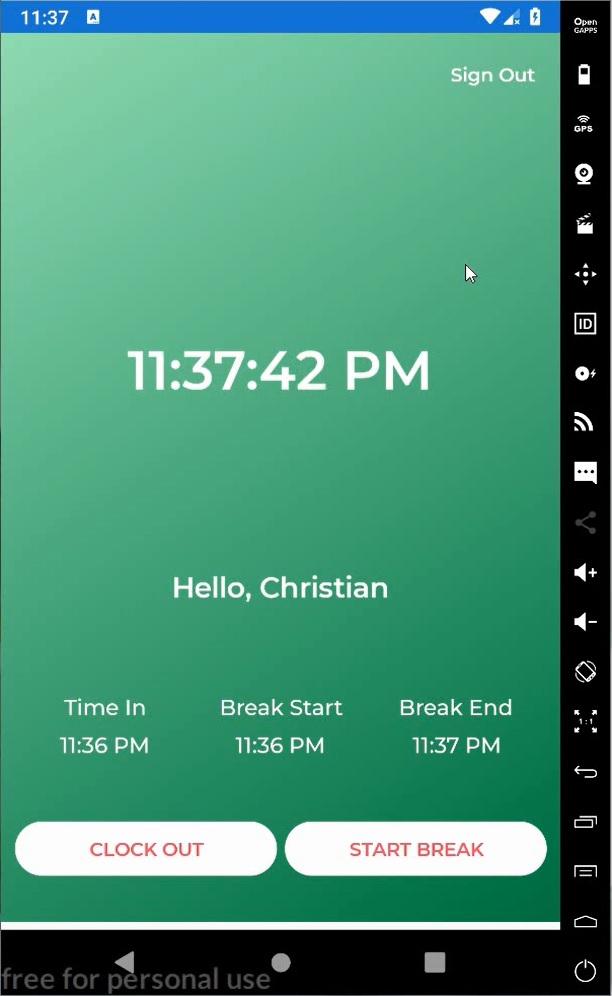 11:37 A
Open
GAPPS
Sign Out
GPS
11:37:42 PM
ID
Hello, Christian
Time In Break Start Break End
1:1
11:36 PM 11:36 PM 11:37 PM
CLOCK OUT START BREAK
free for personal use